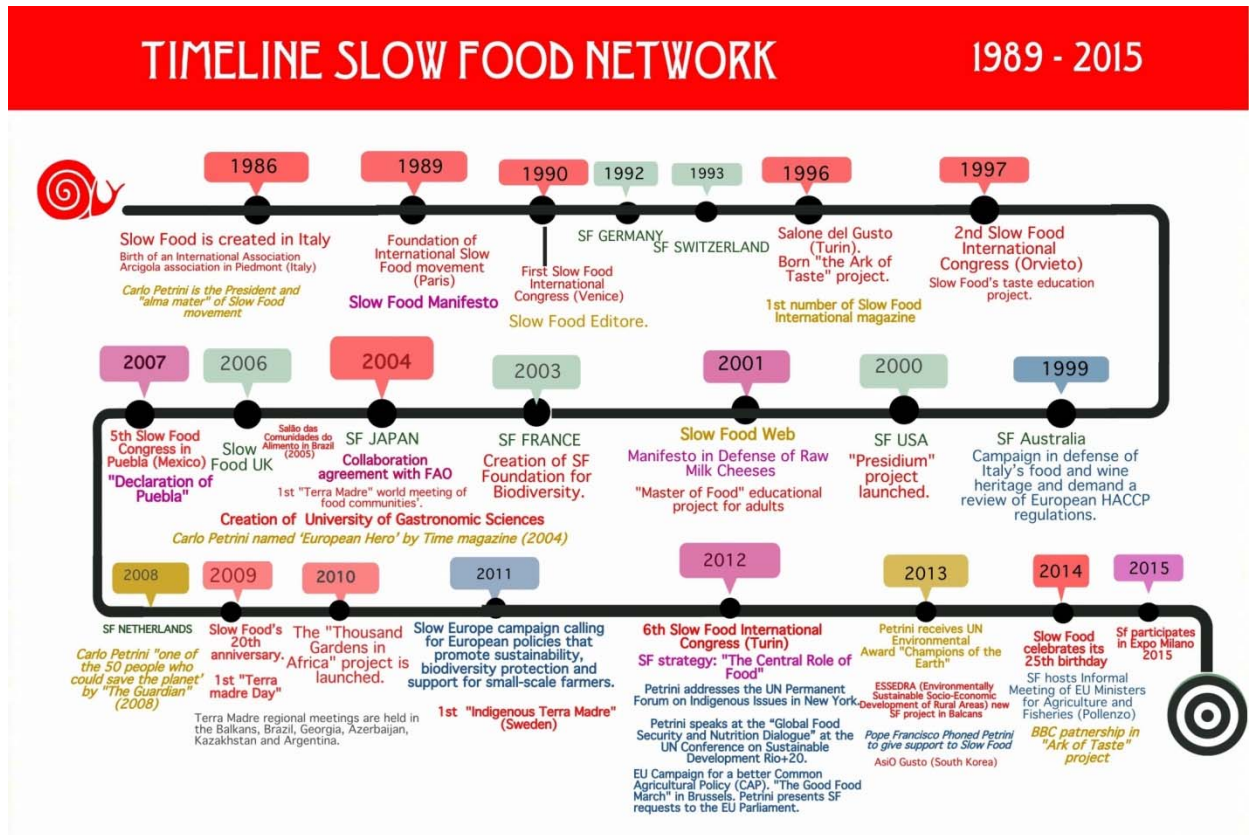 TIMELINE SLOW FOOD NETWORK
1989 - 2015
1986
Slow Food is created in Italy
Birth of an International Association
Arcigola association in Piedmont (Italy)
Carlo Petrini is the President and
"alma mater" of Slow Food
movement
1989
Foundation of
International Slow
Food movement
(Paris)
Slow Food Manifesto
1990
First Slow Food
International
Congress (Venice)
Slow Food Editore.
1992
SF GERMANY
1993
SF SWITZERLAND
1996
Salone del Gusto
(Turin).
Born "the Ark of
Taste" project.
1st number of Slow Food
International magazine
1997
2nd Slow Food
International
Congress (Orvieto)
Slow Food's taste education
project.
1999
SF Australia
Campaign in defense of
Italy's food and wine
heritage and demand a
review of European HACCP
regulations.
2000
SF USA
"Presidium"
project
launched.
2001
Slow Food Web
Manifesto in Defense of Raw
Milk Cheeses
"Master of Food" educational
project for adults
2003
SF FRANCE
Creation of SF
Foundation for
Biodiversity.
2004
SF JAPAN
Collaboration
agreement with FAO
1st "Terra Madre" world meeting of
food communities'.
Creation of University of Gastronomic Sciences
Carlo Petrini named ‘European Hero’ by Time magazine (2004)
Salão das
Comunidades do
Alimento in Brazil
(2005)
2006
Slow
Food UK
2007
5th Slow Food
Congress in
Puebla (Mexico)
"Declaration of
Puebla"
2008
SF NETHERLANDS
Carlo Petrini "one of
the 50 people who
could save the planet'
by "The Guardian"
(2008)
2009
Slow Food's
20th
anniversary.
1st "Terra
madre Day"
2010
The "Thousand
Gardens in
Africa" project is
launched.
Terra Madre regional meetings are held in
the Balkans, Brazil, Georgia, Azerbaijan,
Kazakhstan and Argentina.
2011
Slow Europe campaign calling
for European policies that
promote sustainability,
biodiversity protection and
support for small-scale farmers.
1st "Indigenous Terra Madre"
(Sweden)
2012
6th Slow Food International
Congress (Turin)
SF strategy: "The Central Role of
Food"
Petrini addresses the UN Permanent
Forum on Indigenous Issues in New York.
Petrini speaks at the “Global Food
Security and Nutrition Dialogue” at the
UN Conference on Sustainable
Development Rio+20.
EU Campaign for a better Common
Agricultural Policy (CAP). "The Good Food
March" in Brussels. Petrini presents SF
requests to the EU Parliament.
2013
Petrini receives UN
Environmental
Award "Champions of the
Earth"
ESSEDRA (Environmentally
Sustainable Socio-Economic
Development of Rural Areas) new
SF project in Balcans
Pope Francisco Phoned Petrini
to give support to Slow Food
AsiO Gusto (South Korea)
2014
Slow Food
celebrates its
25th birthday
SF hosts Informal
Meeting of EU Ministers
for Agriculture and
Fisheries (Pollenzo)
BBC patnership in
"Ark of Taste"
project
2015
Sf participates
in Expo Milano
2015